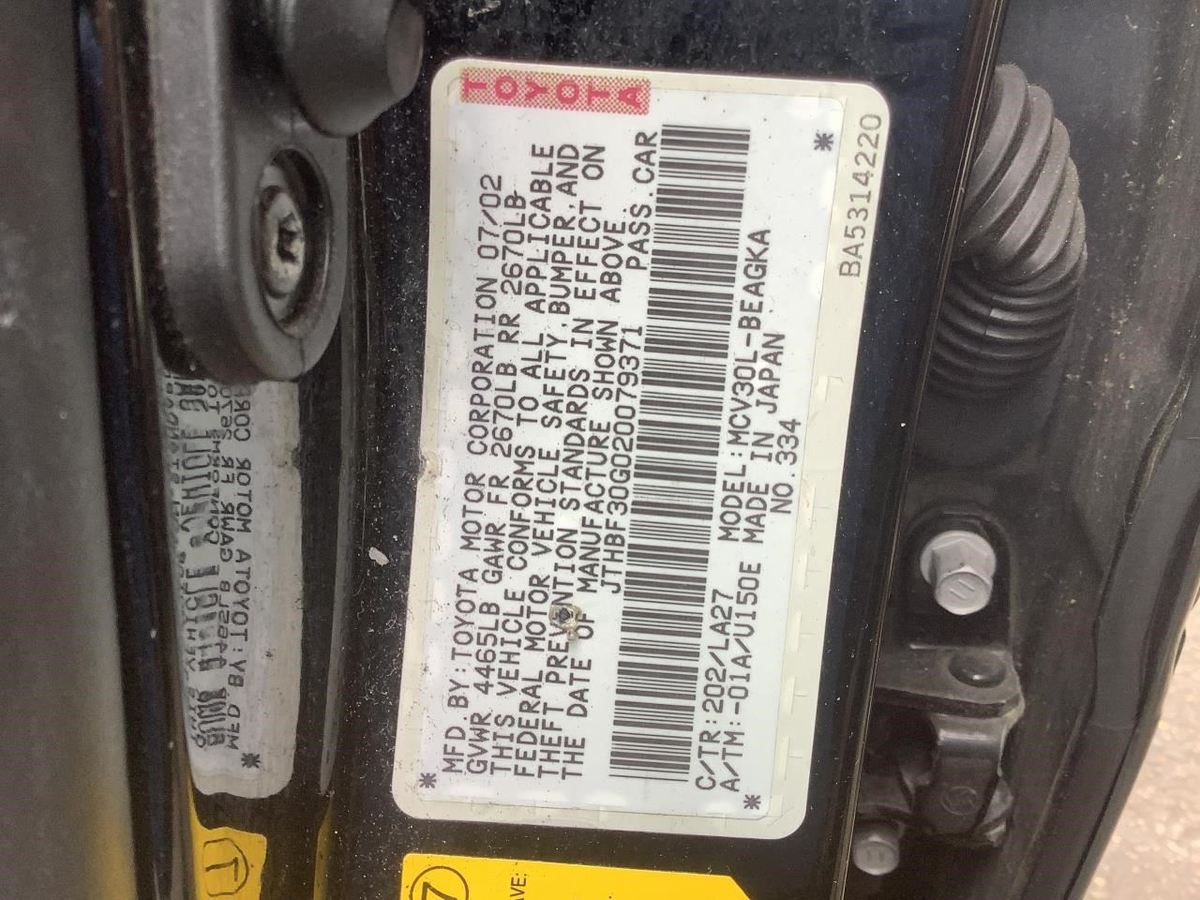 TOYOTA
MFD. BY:TOYOTA MOTOR CORPORATION 07/02
GVWR 4465LB GAWR FR 2670LB RR 2670LB
THIS VEHICLE CONFORMS TO ALL APPLICABLE
FEDERAL MOTOR VEHICLE SAFETY,BUMPER,AND
THEFT PREVENTION STANDARDS IN EFFECT ON
THE DATE OF MANUFACTURE SHOWN ABOVE.
JTHBF30G020079371 PASS.CAR
C/TR:202/LA27 MODEL:MCV30L-BEAGKA
A/TM:-01A/U150E MADE IN JAPAN
NO.334
BA5314220
7
AVE: